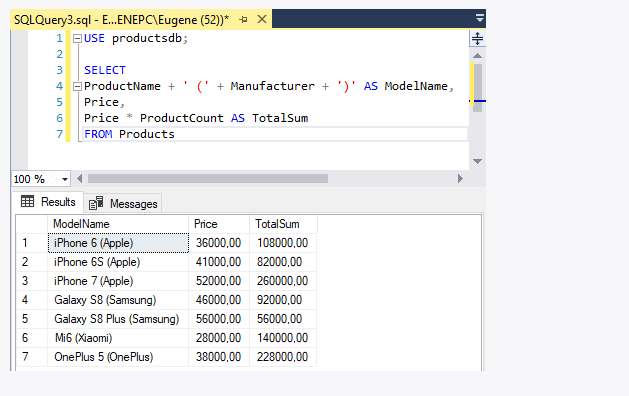 SQLQuery3.sql - E...ENEPC\Eugene (52))*
1 USE productsdb;
2
3 SELECT
4 ProductName + ' (' + Manufacturer + ')' AS ModelName,
5 Price,
6 Price * ProductCount AS TotalSum
7 FROM Products
100 %
Results Messages
ModelName Price TotalSum
1 iPhone 6 (Apple) 36000,00 108000,00
2 iPhone 6S (Apple) 41000,00 82000,00
3 iPhone 7 (Apple) 52000,00 260000,00
4 Galaxy S8 (Samsung) 46000,00 92000,00
5 Galaxy S8 Plus (Samsung) 56000,00 56000,00
6 Mi6 (Xiaomi) 28000,00 140000,00
7 OnePlus 5 (OnePlus) 38000,00 228000,00